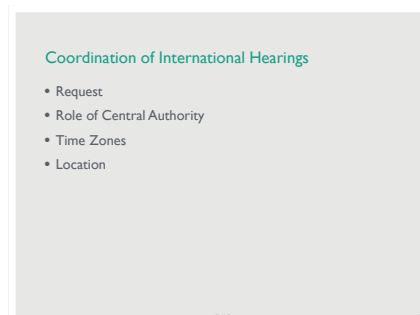 Coordination of International Hearings
• Request
• Role of Central Authority
• Time Zones
• Location